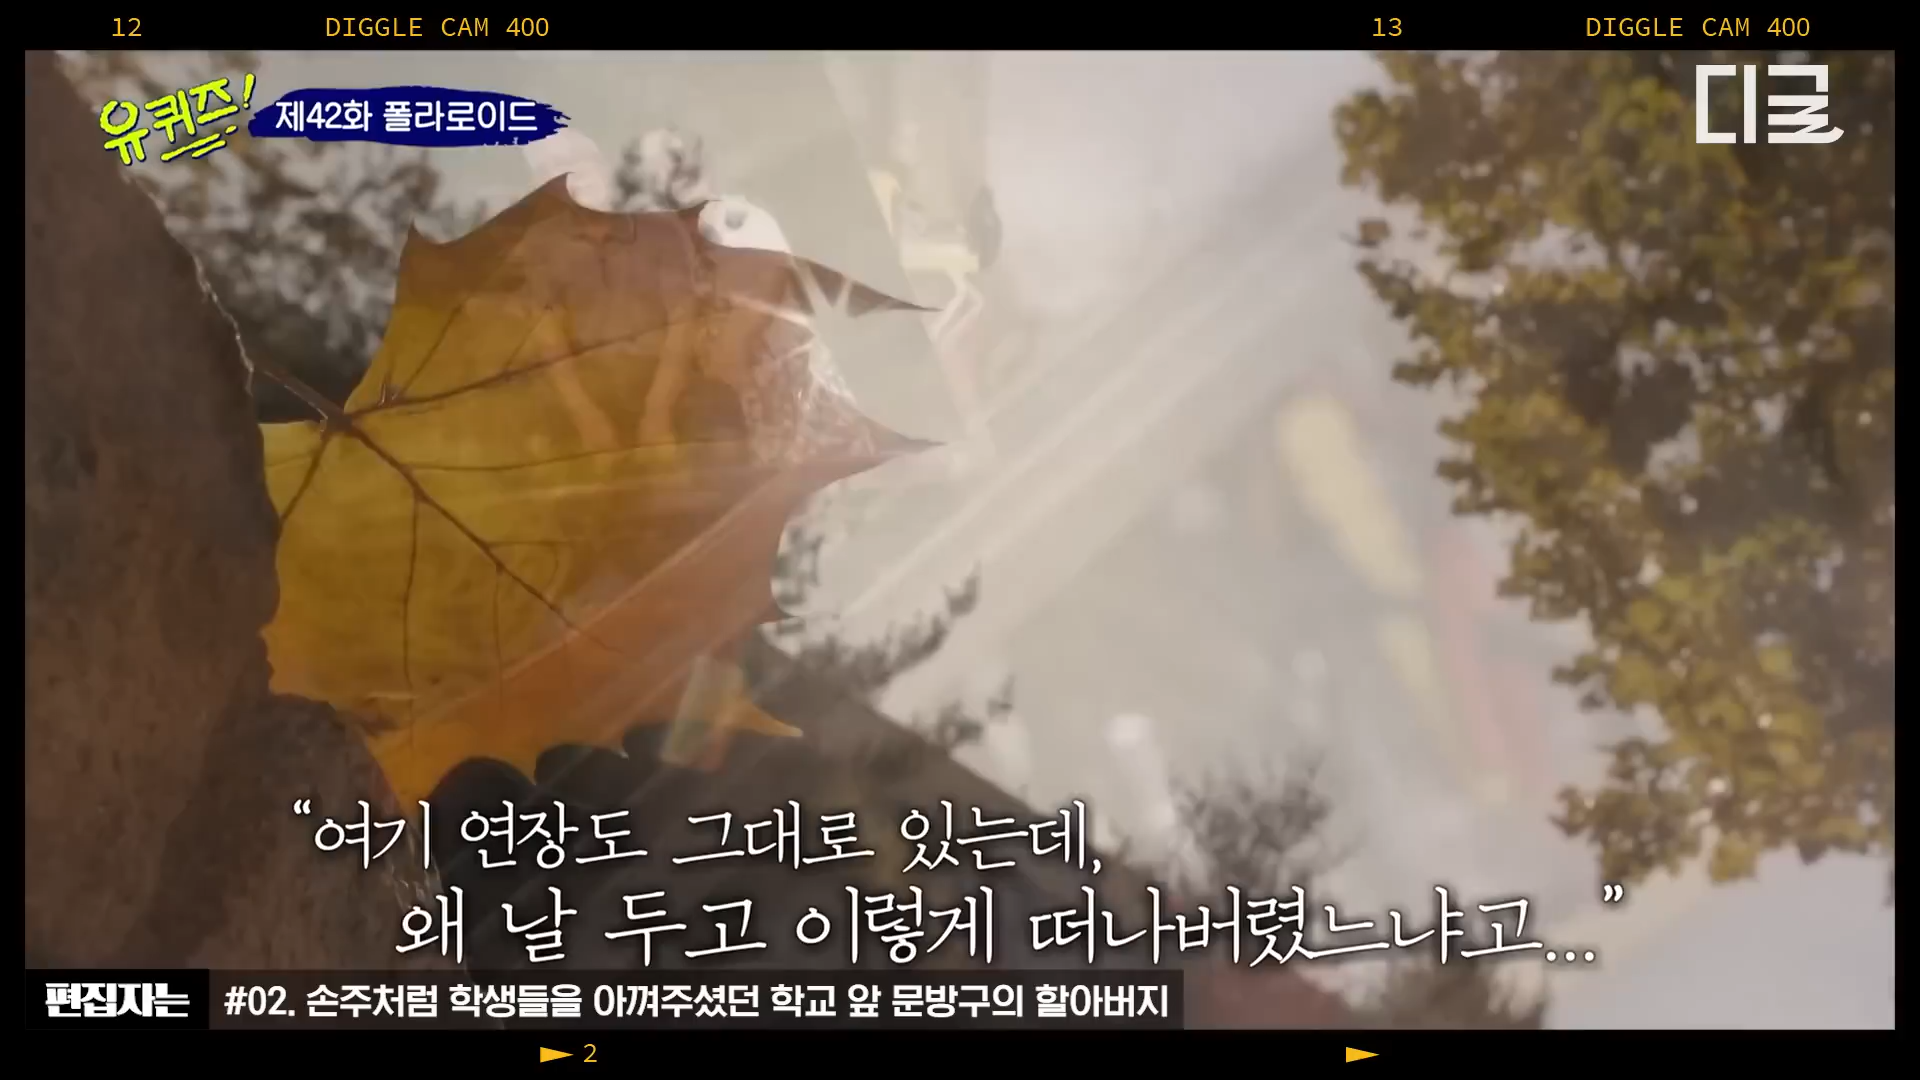 12 DIGGLE CAM 400 13 DIGGLE CAM 400
유퀴즈! 제42화 폴라로이드
디글
“여기 연장도 그대로 있는데,
왜 날 두고 이렇게 떠나버렸느냐고...”
편집자는 #02. 손주처럼 학생들을 아껴주셨던 학교 앞 문방구의 할아버지
2